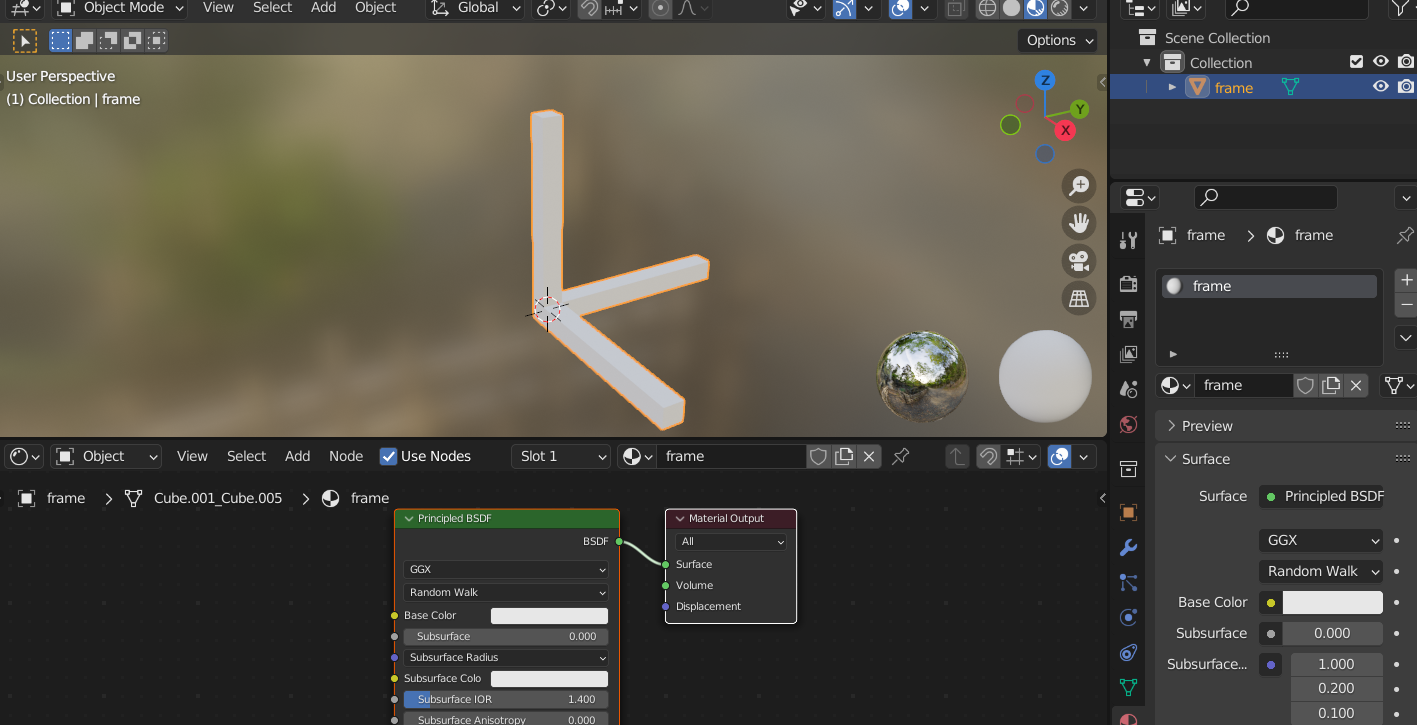 Object Mode View Select Add Object Global
Options
User Perspective
(1) Collection | frame
Z
Y
X
Scene Collection
Collection
frame
frame frame
frame
frame
Preview
Surface
Surface Principled BSDF
GGX
Random Walk
Base Color
Subsurface 0.000
Subsurface... 1.000
0.200
0.100
Object View Select Add Node Use Nodes Slot 1 frame
frame Cube.001_Cube.005 frame
Principled BSDF
BSDF
GGX
Random Walk
Base Color
Subsurface 0.000
Subsurface Radius
Subsurface Colo
Subsurface IOR 1.400
Subsurface Anisotropy 0.000
Material Output
All
Surface
Volume
Displacement